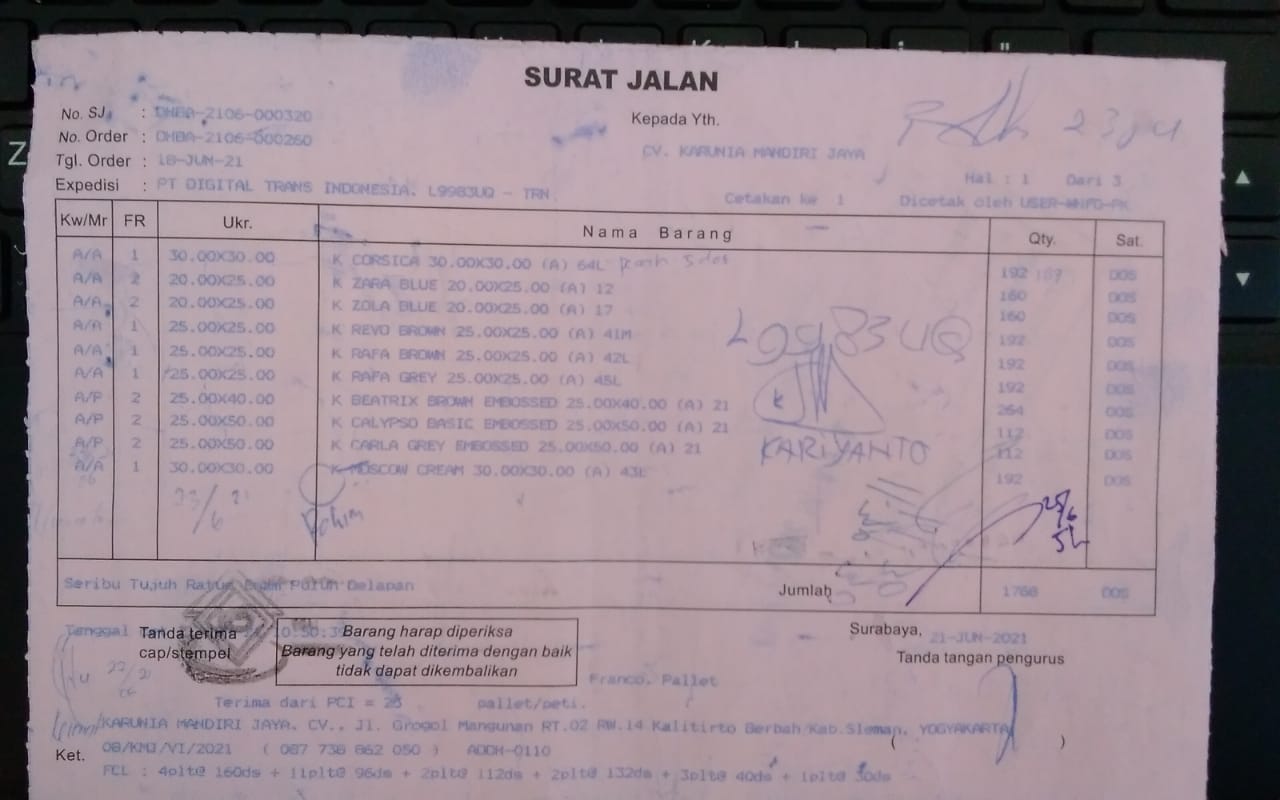 SURAT JALAN
No. SJ. : DHBA-2106-000320
Kepada Yth.
No. Order : DHBA-2106-000260
CV. KARUNIA MANDIRI JAYA
23
Tgl. Order : 18-JUN-21
Hal : 1 Dari 3
Expedisi : PT DIGITAL TRANS INDONESIA. L9983UQ - TRN
Cetakan kw 1 Dicetak oleh
Kw/Mr FR Ukr. Nama Barang Qty. Sat.
A/A 1 30.00X30.00 K CORSICA 30.00X30.00 (A) 64L 192 DOS
A/A 2 20.00X25.00 K ZARA BLUE 20.00X25.00 (A) 12 160 DOS
A/A 2 20.00X25.00 K ZOLA BLUE 20.00X25.00 (A) 17 160 DOS
A/A 1 25.00X25.00 K REVO BROWN 25.00X25.00 (A) 41M 192 DOS
A/A 1 25.00X25.00 K RAFA BROWN 25.00X25.00 (A) 42L 192 DOS
A/A 1 25.00X25.00 K RAFA GREY 25.00X25.00 (A) 45L 192 DOS
A/P 2 25.00X40.00 K BEATRIX BROWN EMBOSSED 25.00X40.00 (A) 21 264 DOS
A/P 2 25.00X50.00 K CALYPSO BASIC EMBOSSED 25.00X50.00 (A) 21 112 DOS
A/P 2 25.00X50.00 K CARLA GREY EMBOSSED 25.00X50.00 (A) 21 112 DOS
A/A 1 30.00X30.00 K MOSCOW CREAM 30.00X30.00 (A) 43L 192 DOS
L9983UQ
KARIYANTO
Rohim
25/6
Seribu Tujuh Ratus Enam Puluh Delapan Jumlah 1768 DOS
Tanggal
Tanda terima
cap/stempel
Barang harap diperiksa
Barang yang telah diterima dengan baik
tidak dapat dikembalikan
Surabaya, 21-JUN-2021
Tanda tangan pengurus
Franco. Pallet
Terima dari PCI = 23 pallet/peti.
KARUNIA MANDIRI JAYA. CV., Jl. Grogol Mangunan RT.02 RW.14 Kalitirto Berbah Kab.Sleman, YOGYAKARTA
( )
Ket. 08/KMJ/VI/2021 ( 087 738 862 050 ) ADDH-0110
FCL : 4plt@ 160ds + 11plt@ 96ds + 2plt@ 112ds + 2plt@ 132ds + 3plt@ 40ds + 1plt@ 30ds